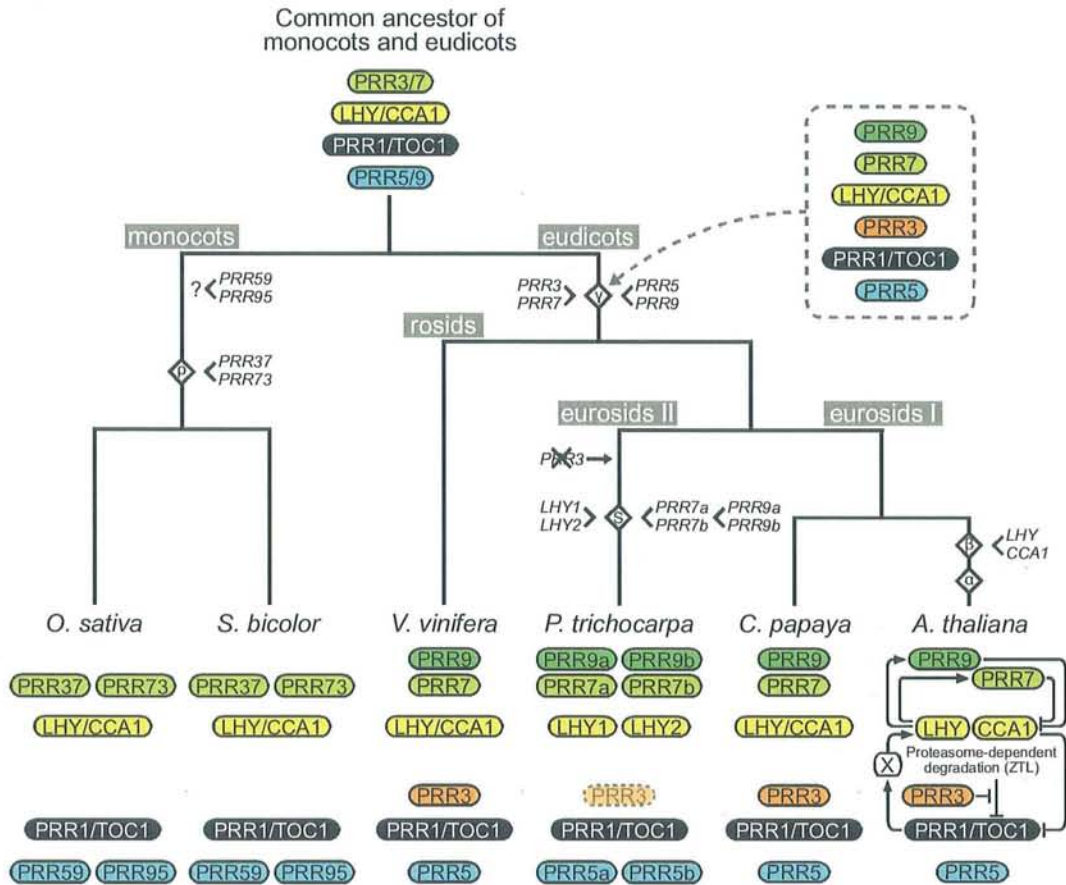 Common ancestor of
monocots and eudicots
PRR3/7
LHY/CCA1
PRR1/TOC1
PRR5/9
PRR9
PRR7
LHY/CCA1
PRR3
PRR1/TOC1
PRR5
monocots
eudicots
? PRR59
PRR95
PRR3
PRR7
γ
PRR5
PRR9
rosids
ρ
PRR37
PRR73
eurosids II
eurosids I
PRR3
LHY1
LHY2
S
PRR7a
PRR7b
PRR9a
PRR9b
β
LHY
CCA1
α
O. sativa
S. bicolor
V. vinifera
P. trichocarpa
C. papaya
A. thaliana
PRR9
PRR9a PRR9b
PRR9
PRR9
PRR37 PRR73
PRR37 PRR73
PRR7
PRR7a PRR7b
PRR7
PRR7
LHY/CCA1
LHY/CCA1
LHY/CCA1
LHY1 LHY2
LHY/CCA1
LHY CCA1
Proteasome-dependent
degradation (ZTL)
X
PRR3
PRR3
PRR3
PRR3
PRR1/TOC1
PRR1/TOC1
PRR1/TOC1
PRR1/TOC1
PRR1/TOC1
PRR1/TOC1
PRR59 PRR95
PRR59 PRR95
PRR5
PRR5a PRR5b
PRR5
PRR5